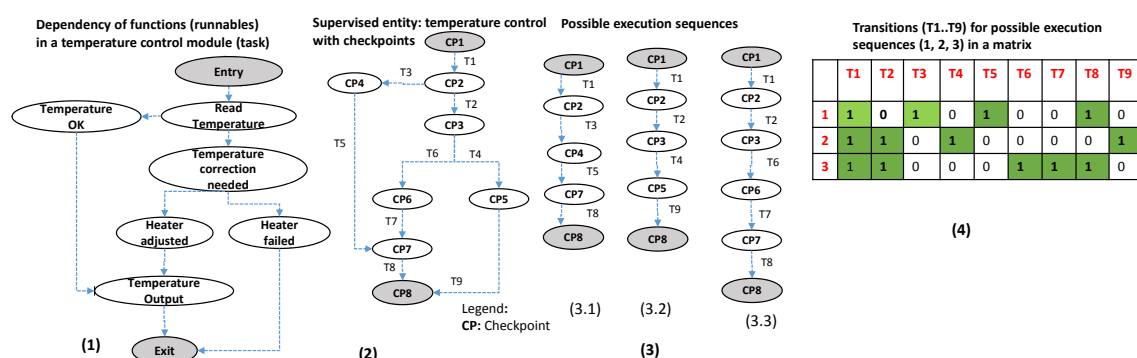 Dependency of functions (runnables)
in a temperature control module (task)
Entry
Temperature
OK
Read
Temperature
Temperature
correction
needed
Heater
adjusted
Heater
failed
Temperature
Output
Exit
(1)
Supervised entity: temperature control
with checkpoints
CP1
T1
T3
CP4
CP2
T2
CP3
T5
T6
T4
CP6
CP5
T7
CP7
T8
T9
CP8
Legend:
CP: Checkpoint
(2)
Possible execution sequences
CP1
T1
CP2
T3
CP4
T5
CP7
T8
CP8
(3.1)
CP1
T1
CP2
T2
CP3
T4
CP5
T9
CP8
(3.2)
CP1
T1
CP2
T2
CP3
T6
CP6
T7
CP7
T8
CP8
(3.3)
(3)
Transitions (T1..T9) for possible execution
sequences (1, 2, 3) in a matrix
T1 T2 T3 T4 T5 T6 T7 T8 T9
1 1 0 1 0 1 0 0 1 0
2 1 1 0 1 0 0 0 0 1
3 1 1 0 0 0 1 1 1 0
(4)